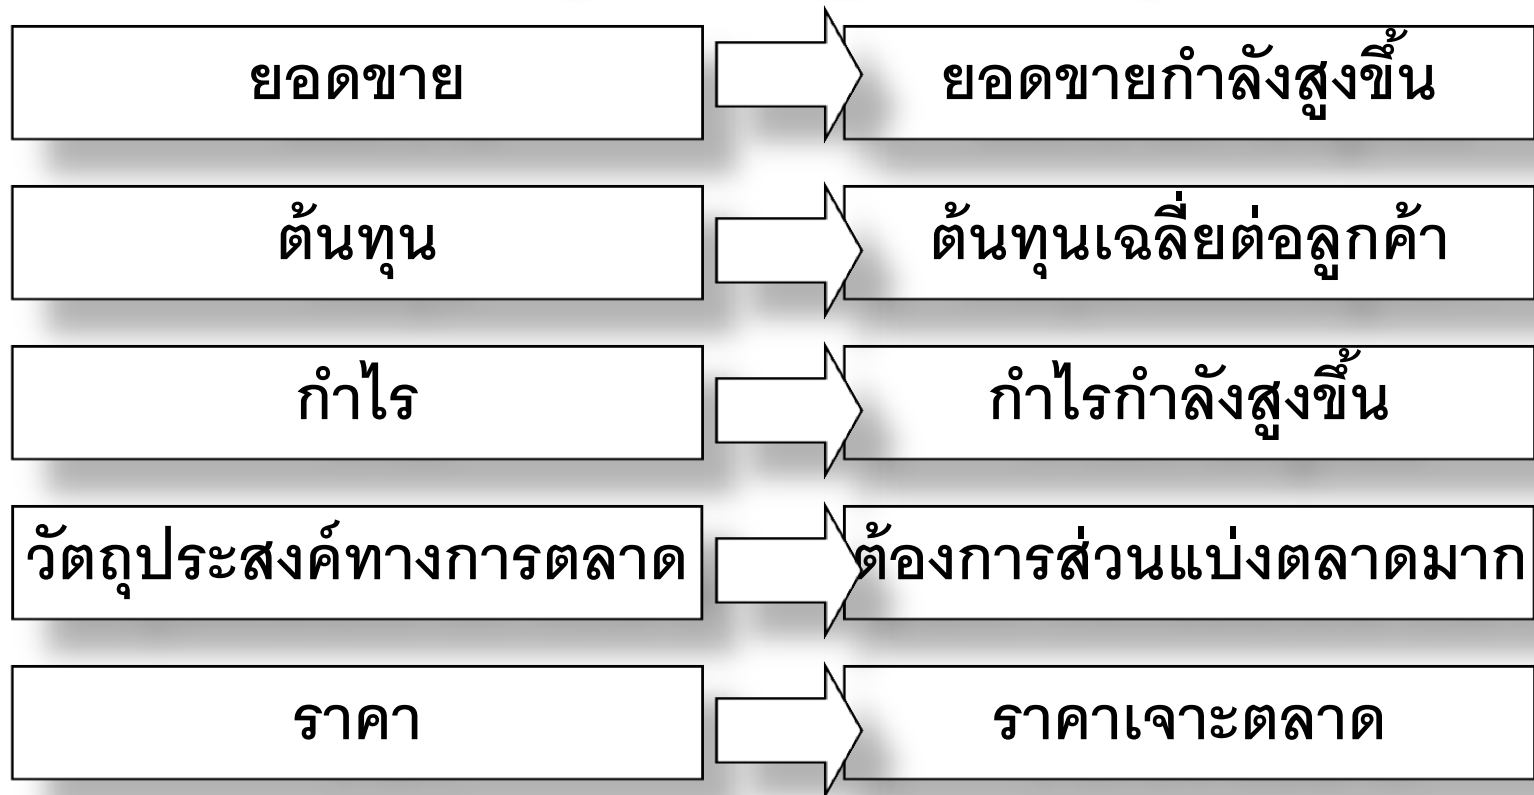 ยอดขาย
ยอดขายกำลังสูงขึ้น
ต้นทุน
ต้นทุนเฉลี่ยต่อลูกค้า
กำไร
กำไรกำลังสูงขึ้น
วัตถุประสงค์ทางการตลาด
ต้องการส่วนแบ่งตลาดมาก
ราคา
ราคาเจาะตลาด